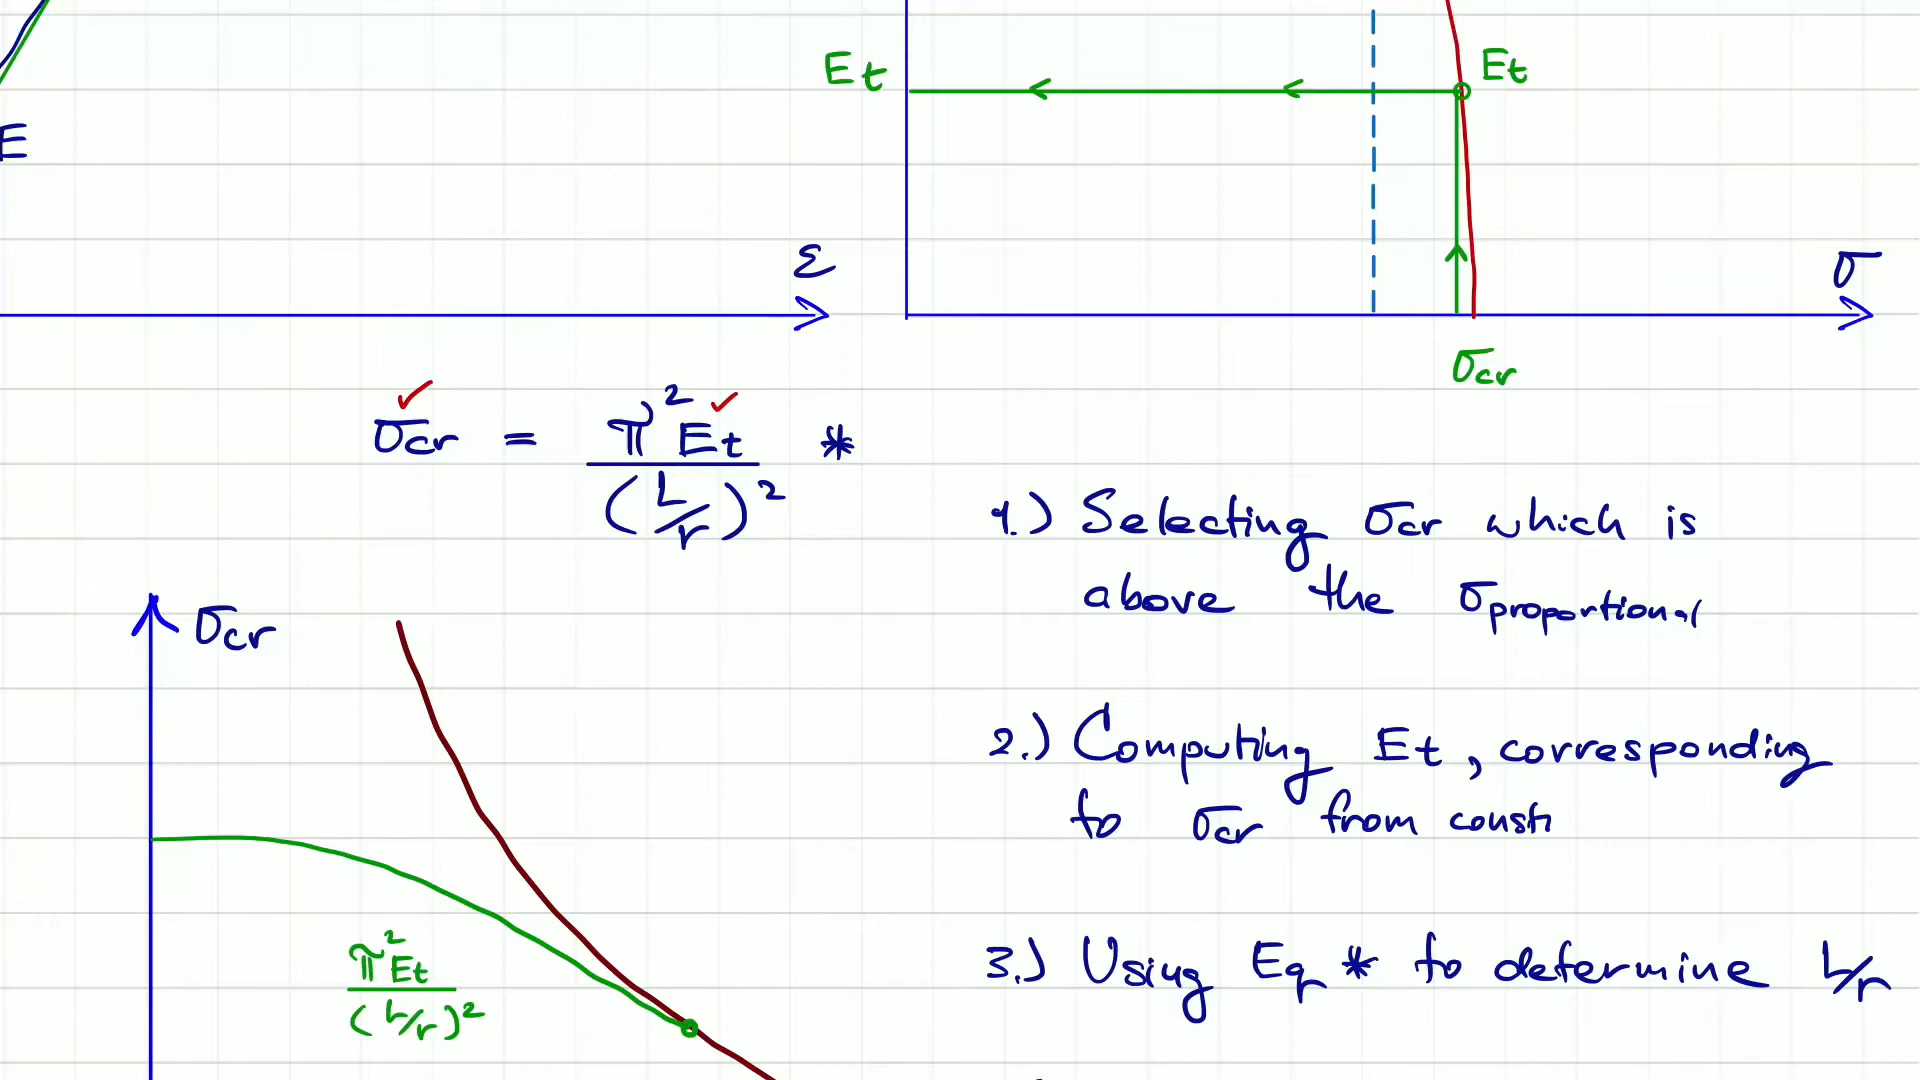 Et
Et
E
ε
σ
σcr
σcr = π² Et / (L/r)² *
1.) Selecting σcr which is
above the σproportional
σcr
2.) Computing Et, corresponding
to σcr from consti
3.) Using Eq * to determine L/r
π² Et / (L/r)²